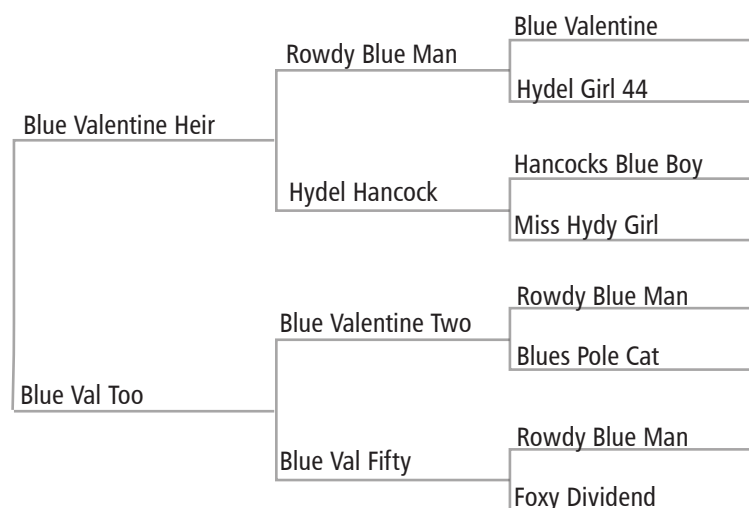 Blue Valentine
Rowdy Blue Man
Hydel Girl 44
Blue Valentine Heir
Hancocks Blue Boy
Hydel Hancock
Miss Hydy Girl
Rowdy Blue Man
Blue Valentine Two
Blues Pole Cat
Blue Val Too
Rowdy Blue Man
Blue Val Fifty
Foxy Dividend